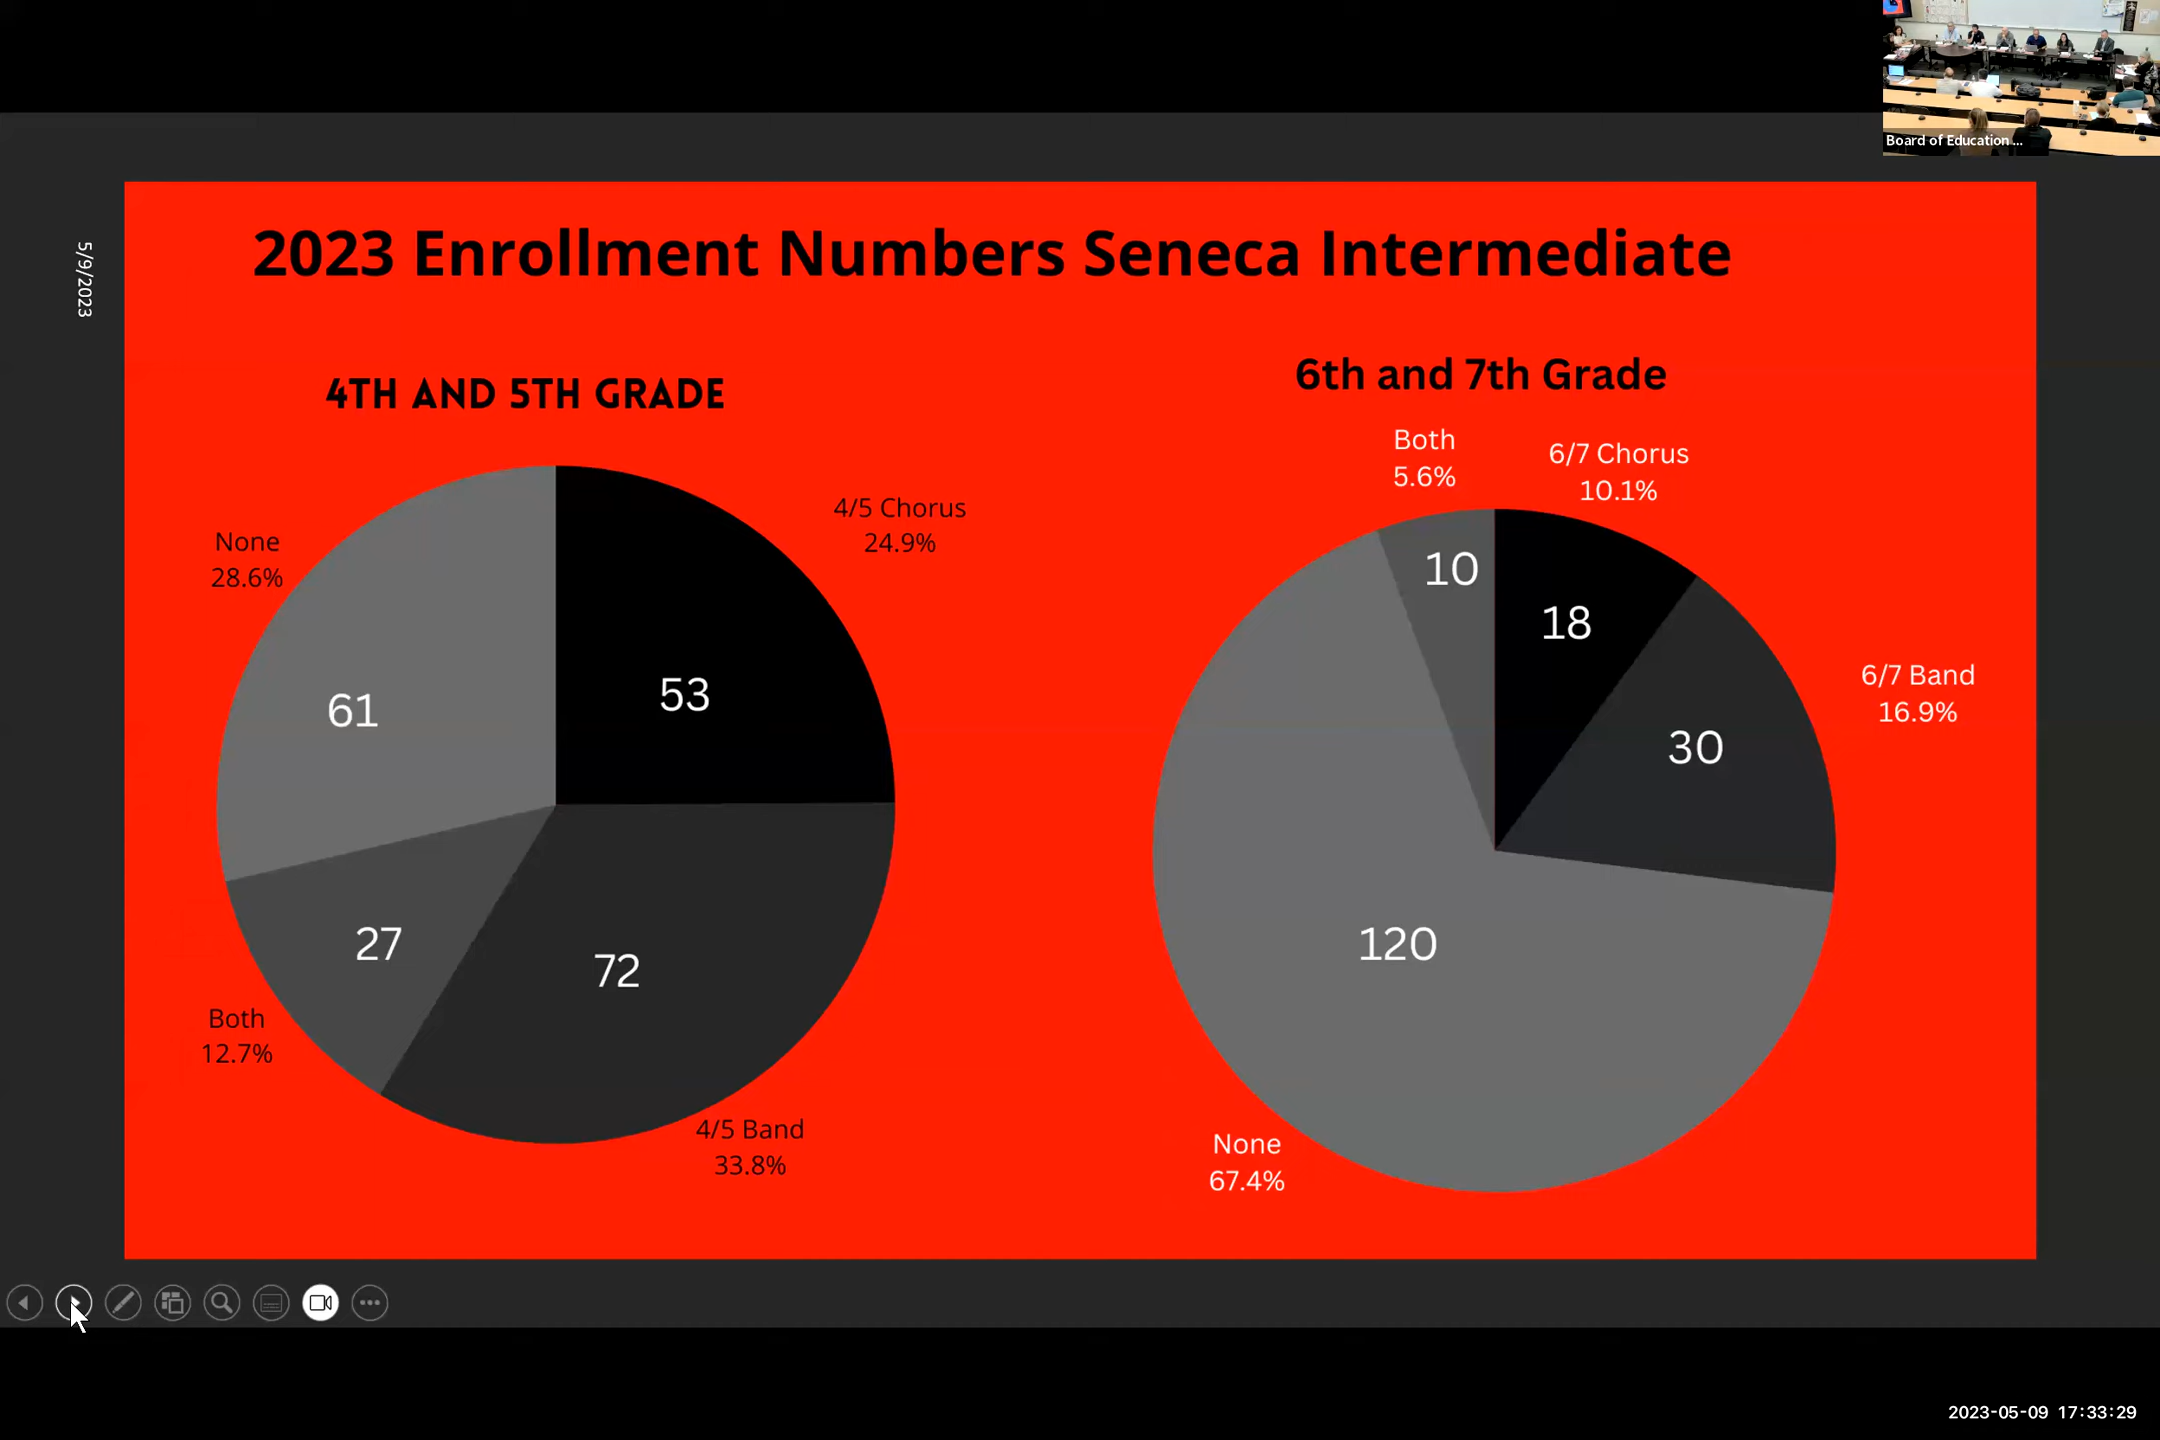 Board of Education ...
5/9/2023
2023 Enrollment Numbers Seneca Intermediate
4TH AND 5TH GRADE
4/5 Chorus
24.9%
None
28.6%
61
53
27
72
Both
12.7%
4/5 Band
33.8%
6th and 7th Grade
Both
5.6%
6/7 Chorus
10.1%
10
18
6/7 Band
16.9%
30
120
None
67.4%
2023-05-09 17:33:29